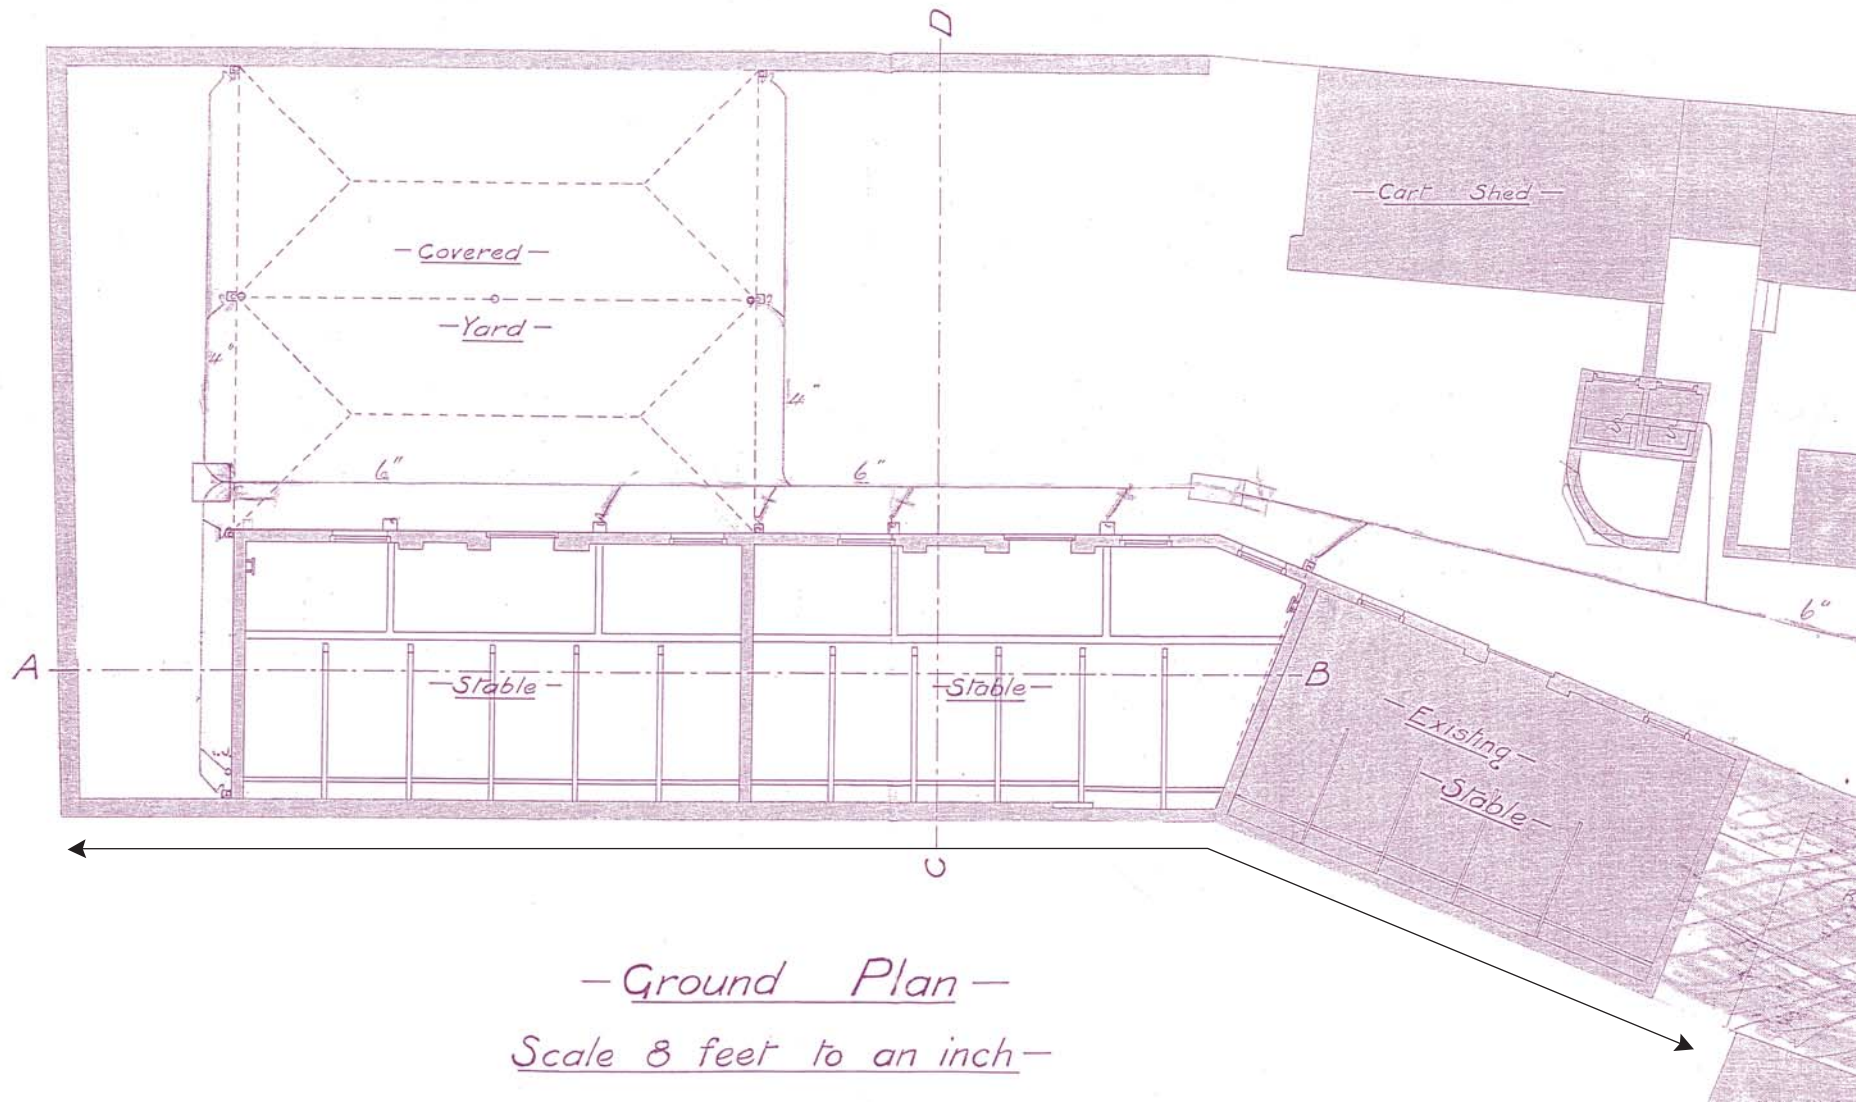 D
— Cart Shed —
— Covered —
— Yard —
4"
4"
6"
6"
6"
A
— Stable —
— Stable —
B
— Existing —
— Stable —
C
— Ground Plan —
Scale 8 feet to an inch —